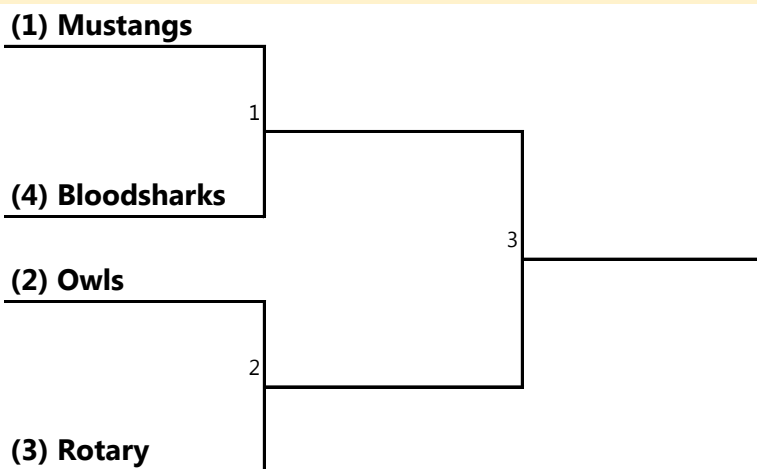 (1) Mustangs
1
(4) Bloodsharks
3
(2) Owls
2
(3) Rotary